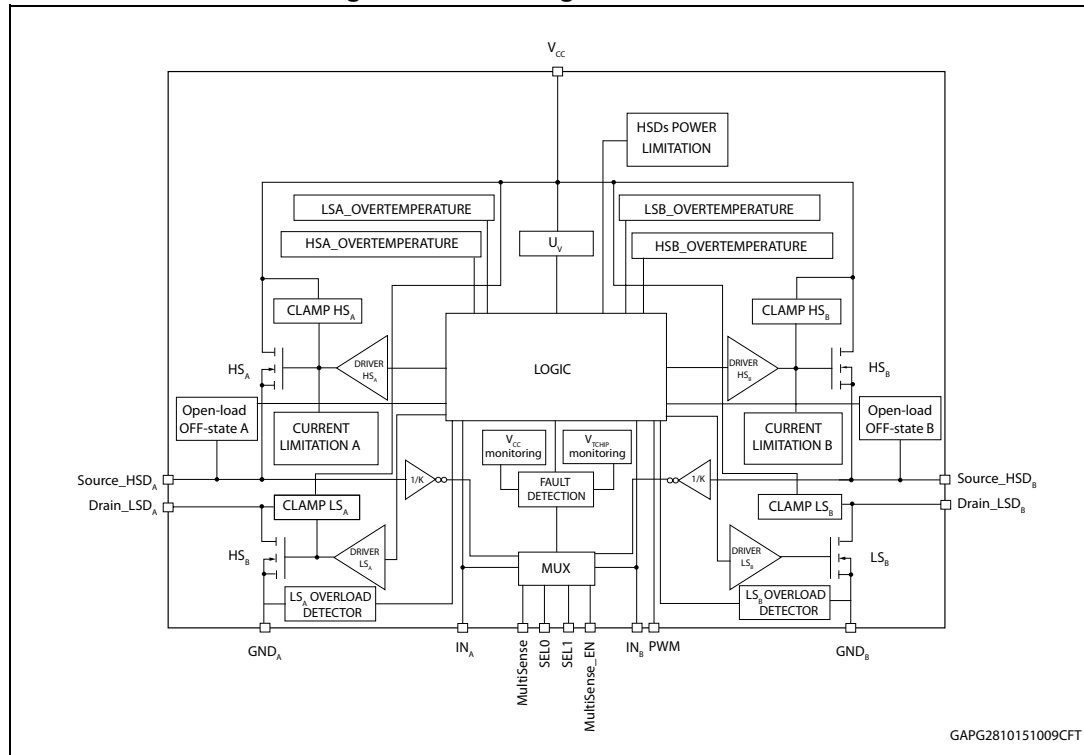 V_CC
HSDs POWER
LIMITATION
LSA_OVERTEMPERATURE
LSB_OVERTEMPERATURE
HSA_OVERTEMPERATURE
U_V
HSB_OVERTEMPERATURE
CLAMP HS_A
CLAMP HS_B
HS_A
DRIVER
HS_A
LOGIC
DRIVER
HS_B
HS_B
Open-load
OFF-state A
CURRENT
LIMITATION A
CURRENT
LIMITATION B
Open-load
OFF-state B
V_CC
monitoring
V_TCHIP
monitoring
Source_HSD_A
1/K
FAULT
DETECTION
1/K
Source_HSD_B
Drain_LSD_A
CLAMP LS_A
CLAMP LS_B
Drain_LSD_B
HS_B
DRIVER
LS_A
MUX
DRIVER
LS_B
LS_B
LS_A OVERLOAD
DETECTOR
LS_B OVERLOAD
DETECTOR
GND_A
IN_A
MultiSense
SEL0
SEL1
MultiSense_EN
IN_B
PWM
GND_B
GAPG2810151009CFT